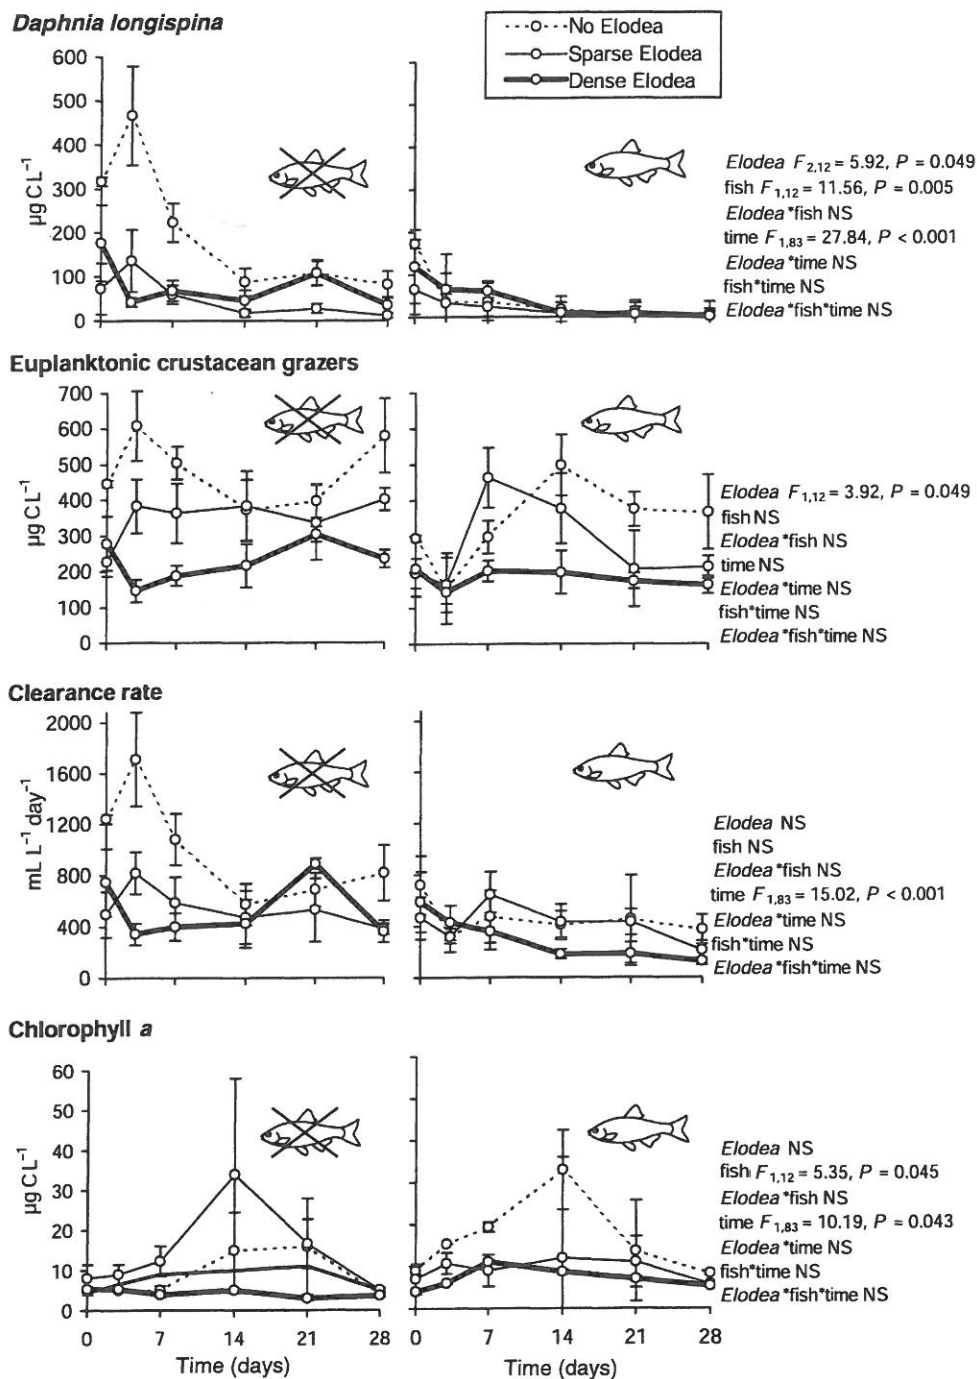 Daphnia longispina
No Elodea
Sparse Elodea
Dense Elodea
600
500
400
300
200
100
0
µg C L⁻¹
Elodea F2,12 = 5.92, P = 0.049
fish F1,12 = 11.56, P = 0.005
Elodea*fish NS
time F1,83 = 27.84, P < 0.001
Elodea*time NS
fish*time NS
Elodea*fish*time NS
Euplanktonic crustacean grazers
700
600
500
400
300
200
100
0
µg C L⁻¹
Elodea F1,12 = 3.92, P = 0.049
fish NS
Elodea*fish NS
time NS
Elodea*time NS
fish*time NS
Elodea*fish*time NS
Clearance rate
2000
1600
1200
800
400
0
mL L⁻¹ day⁻¹
Elodea NS
fish NS
Elodea*fish NS
time F1,83 = 15.02, P < 0.001
Elodea*time NS
fish*time NS
Elodea*fish*time NS
Chlorophyll a
60
50
40
30
20
10
0
µg C L⁻¹
Elodea NS
fish F1,12 = 5.35, P = 0.045
Elodea*fish NS
time F1,83 = 10.19, P = 0.043
Elodea*time NS
fish*time NS
Elodea*fish*time NS
0 7 14 21 28
0 7 14 21 28
Time (days)
Time (days)